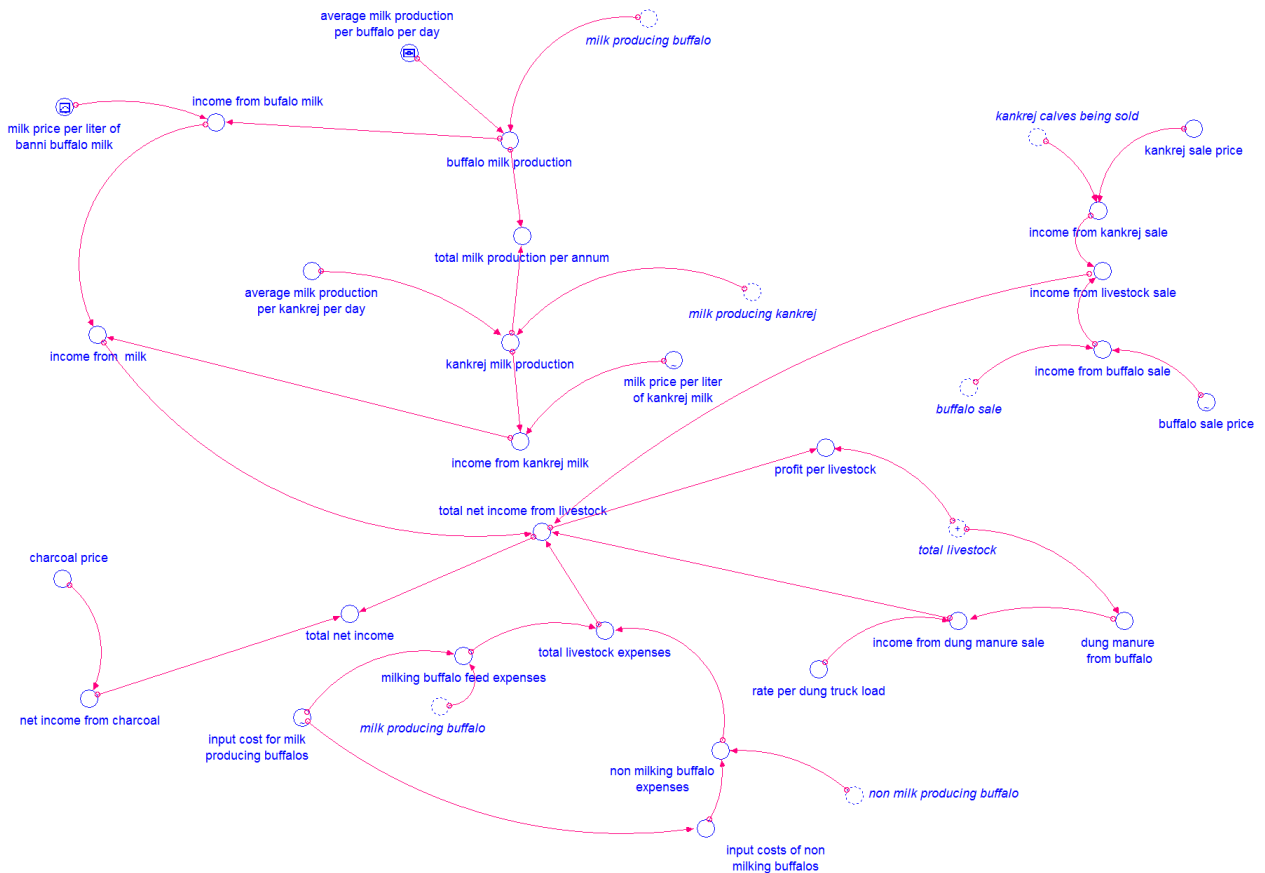 average milk production
per buffalo per day
milk producing buffalo
income from bufalo milk
milk price per liter of
banni buffalo milk
buffalo milk production
kankrej calves being sold
kankrej sale price
income from kankrej sale
total milk production per annum
average milk production
per kankrej per day
milk producing kankrej
income from livestock sale
income from milk
kankrej milk production
milk price per liter
of kankrej milk
income from buffalo sale
buffalo sale
buffalo sale price
income from kankrej milk
profit per livestock
total net income from livestock
total livestock
charcoal price
total net income
total livestock expenses
income from dung manure sale
dung manure
from buffalo
milking buffalo feed expenses
rate per dung truck load
net income from charcoal
input cost for milk
producing buffalos
milk producing buffalo
non milking buffalo
expenses
non milk producing buffalo
input costs of non
milking buffalos